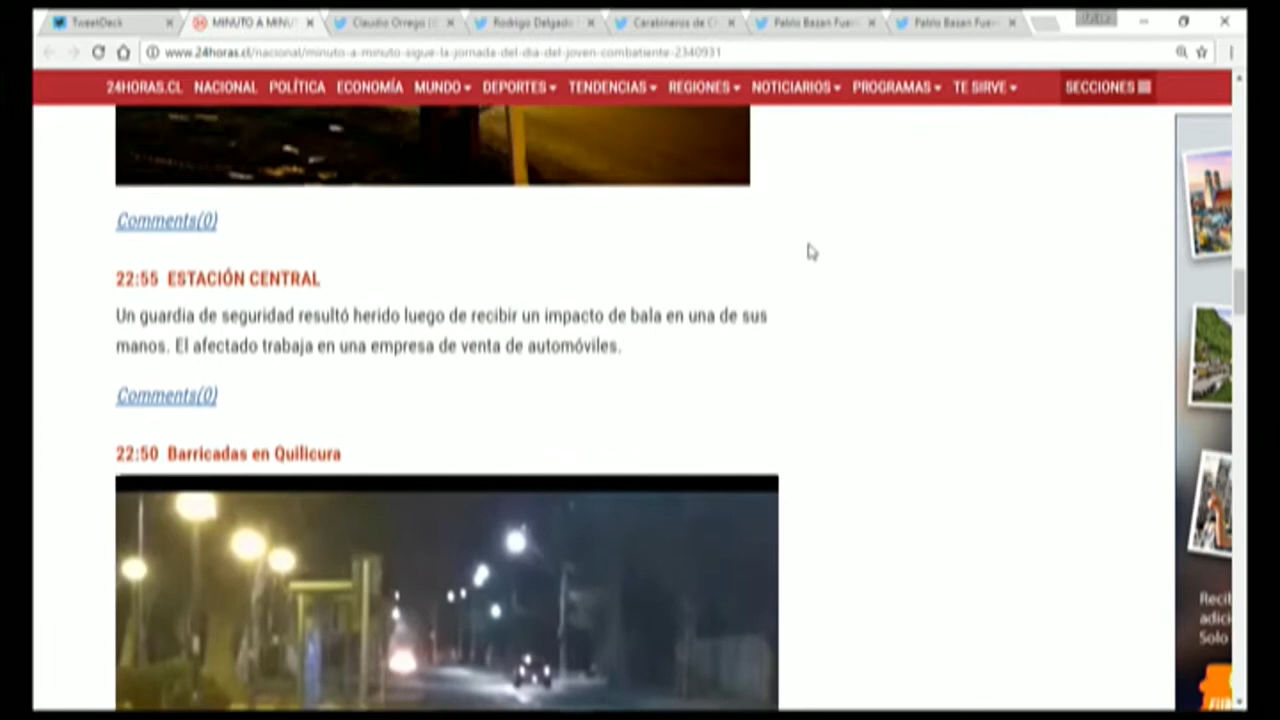 TweetDeck
MINUTO A MINU
Claudio Orrego
Rodrigo Delgado
Carabineros de C
Pablo Bazan Fue
Pablo Bazan Fue
www.24horas.cl/nacional/minuto-a-minuto-sigue-la-jornada-del-dia-del-joven-combatiente-2340931
24HORAS.CL NACIONAL POLÍTICA ECONOMÍA MUNDO DEPORTES TENDENCIAS REGIONES NOTICIARIOS PROGRAMAS TE SIRVE SECCIONES
Comments(0)
22:55 ESTACIÓN CENTRAL
Un guardia de seguridad resultó herido luego de recibir un impacto de bala en una de sus
manos. El afectado trabaja en una empresa de venta de automóviles.
Comments(0)
22:50 Barricadas en Quilicura
Recib
adici
Solo